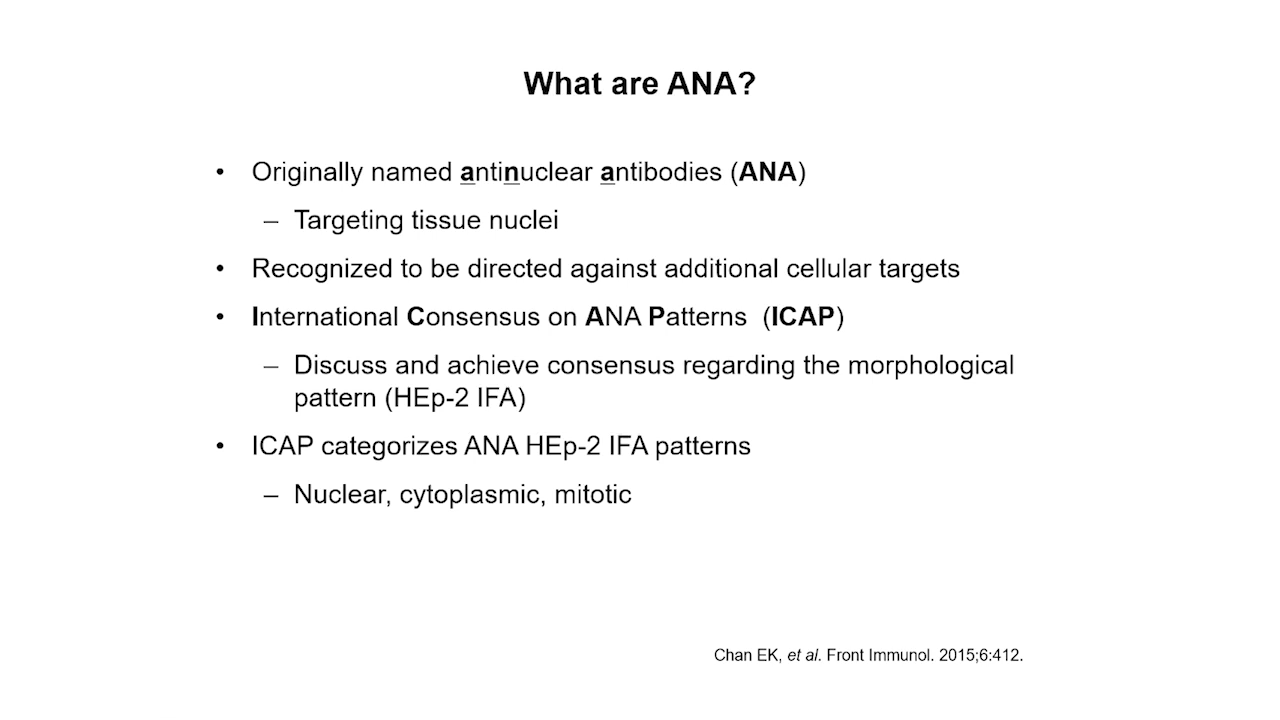 What are ANA?
• Originally named antinuclear antibodies (ANA)
– Targeting tissue nuclei
• Recognized to be directed against additional cellular targets
• International Consensus on ANA Patterns  (ICAP)
– Discuss and achieve consensus regarding the morphological
pattern (HEp-2 IFA)
• ICAP categorizes ANA HEp-2 IFA patterns
– Nuclear, cytoplasmic, mitotic
Chan EK, et al. Front Immunol. 2015;6:412.